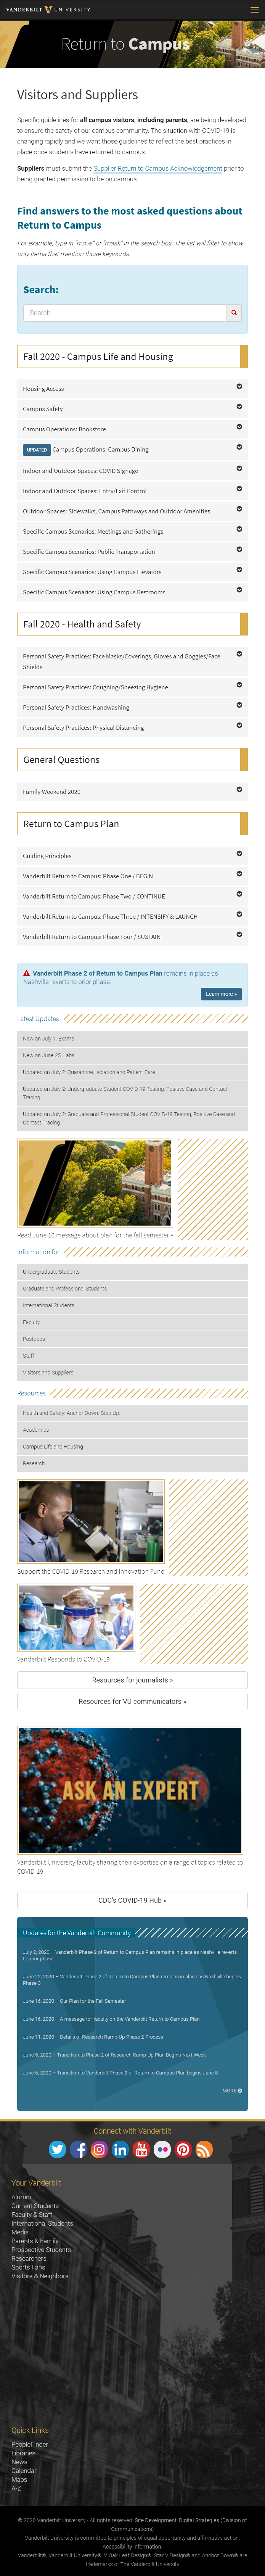 VANDERBILT V UNIVERSITY
Return to Campus
Visitors and Suppliers
Specific guidelines for all campus visitors, including parents, are being developed
to ensure the safety of our campus community. The situation with COVID-19 is
changing rapidly and we want those guidelines to reflect the best practices in
place once students have returned to campus.
Suppliers must submit the Supplier Return to Campus Acknowledgement prior to
being granted permission to be on campus.
Find answers to the most asked questions about
Return to Campus
For example, type in "move" or "mask" in the search box. The list will filter to show
only items that mention those keywords.
Search:
Search
Fall 2020 - Campus Life and Housing
Housing Access
Campus Safety
Campus Operations: Bookstore
UPDATED Campus Operations: Campus Dining
Indoor and Outdoor Spaces: COVID Signage
Indoor and Outdoor Spaces: Entry/Exit Control
Outdoor Spaces: Sidewalks, Campus Pathways and Outdoor Amenities
Specific Campus Scenarios: Meetings and Gatherings
Specific Campus Scenarios: Public Transportation
Specific Campus Scenarios: Using Campus Elevators
Specific Campus Scenarios: Using Campus Restrooms
Fall 2020 - Health and Safety
Personal Safety Practices: Face Masks/Coverings, Gloves and Goggles/Face
Shields
Personal Safety Practices: Coughing/Sneezing Hygiene
Personal Safety Practices: Handwashing
Personal Safety Practices: Physical Distancing
General Questions
Family Weekend 2020
Return to Campus Plan
Guiding Principles
Vanderbilt Return to Campus: Phase One / BEGIN
Vanderbilt Return to Campus: Phase Two / CONTINUE
Vanderbilt Return to Campus: Phase Three / INTENSIFY & LAUNCH
Vanderbilt Return to Campus: Phase Four / SUSTAIN
Vanderbilt Phase 2 of Return to Campus Plan remains in place as
Nashville reverts to prior phase.
Learn more »
Latest Updates
New on July 1: Exams
New on June 25: Labs
Updated on July 2: Quarantine, Isolation and Patient Care
Updated on July 2: Undergraduate Student COVID-19 Testing, Positive Case and Contact
Tracing
Updated on July 2: Graduate and Professional Student COVID-19 Testing, Positive Case and
Contact Tracing
Read June 16 message about plan for the fall semester »
Information for
Undergraduate Students
Graduate and Professional Students
International Students
Faculty
Postdocs
Staff
Visitors and Suppliers
Resources
Health and Safety: Anchor Down. Step Up.
Academics
Campus Life and Housing
Research
Support the COVID-19 Research and Innovation Fund
Vanderbilt Responds to COVID-19
Resources for journalists »
Resources for VU communicators »
ASK AN EXPERT
Vanderbilt University faculty sharing their expertise on a range of topics related to
COVID-19
CDC's COVID-19 Hub »
Updates for the Vanderbilt Community
July 2, 2020 – Vanderbilt Phase 2 of Return to Campus Plan remains in place as Nashville reverts
to prior phase
June 22, 2020 – Vanderbilt Phase 2 of Return to Campus Plan remains in place as Nashville begins
Phase 3
June 16, 2020 – Our Plan for the Fall Semester
June 16, 2020 – A message for faculty on the Vanderbilt Return to Campus Plan
June 11, 2020 – Details of Research Ramp-Up Phase 2 Process
June 5, 2020 – Transition to Phase 2 of Research Ramp-Up Plan Begins Next Week
June 5, 2020 – Transition to Vanderbilt Phase 2 of Return to Campus Plan begins June 8
MORE
Connect with Vanderbilt
Your Vanderbilt
Alumni
Current Students
Faculty & Staff
International Students
Media
Parents & Family
Prospective Students
Researchers
Sports Fans
Visitors & Neighbors
Quick Links
PeopleFinder
Libraries
News
Calendar
Maps
A-Z
© 2020 Vanderbilt University · All rights reserved. Site Development: Digital Strategies (Division of
Communications)
Vanderbilt University is committed to principles of equal opportunity and affirmative action.
Accessibility information.
Vanderbilt®, Vanderbilt University®, V Oak Leaf Design®, Star V Design® and Anchor Down® are
trademarks of The Vanderbilt University